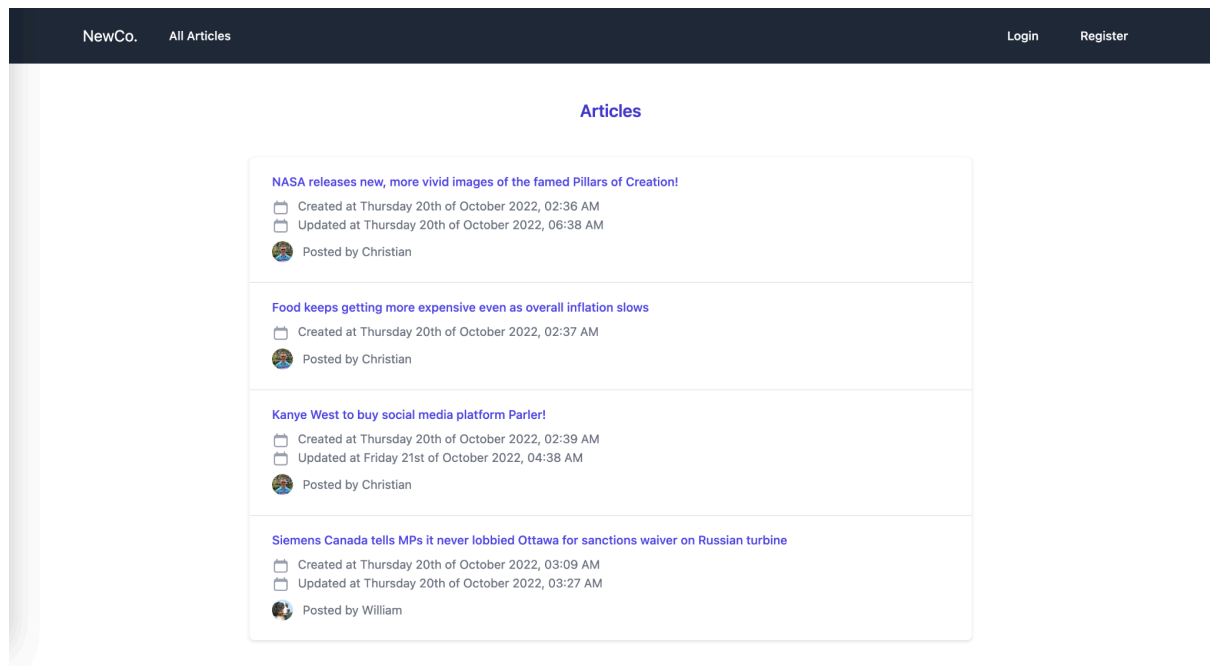 NewCo. All Articles Login Register
Articles
NASA releases new, more vivid images of the famed Pillars of Creation!
Created at Thursday 20th of October 2022, 02:36 AM
Updated at Thursday 20th of October 2022, 06:38 AM
Posted by Christian
Food keeps getting more expensive even as overall inflation slows
Created at Thursday 20th of October 2022, 02:37 AM
Posted by Christian
Kanye West to buy social media platform Parler!
Created at Thursday 20th of October 2022, 02:39 AM
Updated at Friday 21st of October 2022, 04:38 AM
Posted by Christian
Siemens Canada tells MPs it never lobbied Ottawa for sanctions waiver on Russian turbine
Created at Thursday 20th of October 2022, 03:09 AM
Updated at Thursday 20th of October 2022, 03:27 AM
Posted by William